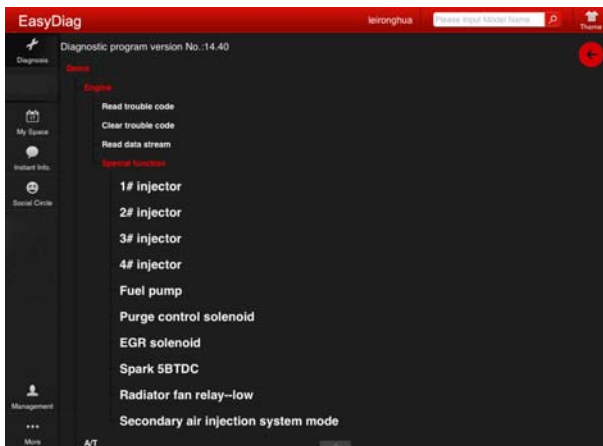 EasyDiag
leironghua
Please Input Model Name
Theme
Diagnosis
Diagnostic program version No.:14.40
Demo
Engine
Read trouble code
Clear trouble code
Read data stream
Special function
1# injector
2# injector
3# injector
4# injector
Fuel pump
Purge control solenoid
EGR solenoid
Spark 5BTDC
Radiator fan relay--low
Secondary air injection system mode
A/T
My Space
Instant Info.
Social Circle
Management
More